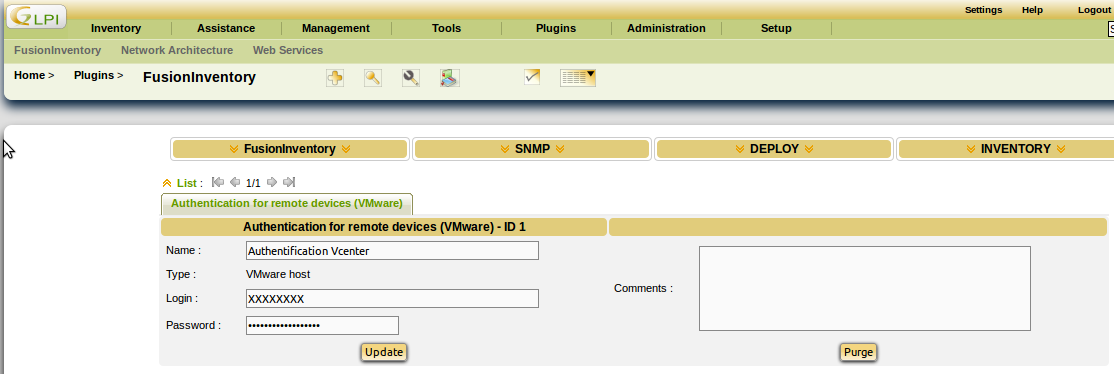 Settings Help Logout
GLPI
Inventory Assistance Management Tools Plugins Administration Setup
FusionInventory Network Architecture Web Services
Home > Plugins > FusionInventory
FusionInventory SNMP DEPLOY INVENTORY
List : 1/1
Authentication for remote devices (VMware)
Authentication for remote devices (VMware) - ID 1
Name : Authentification Vcenter
Type : VMware host
Comments :
Login : XXXXXXXX
Password : ••••••••••••••••••
Update Purge